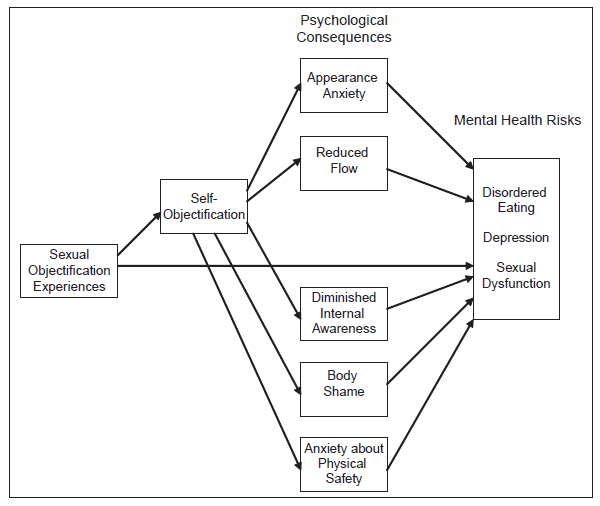 Psychological
Consequences
Appearance
Anxiety
Mental Health Risks
Reduced
Flow
Self-
Objectification
Disordered
Eating
Depression
Sexual
Dysfunction
Sexual
Objectification
Experiences
Diminished
Internal
Awareness
Body
Shame
Anxiety about
Physical
Safety